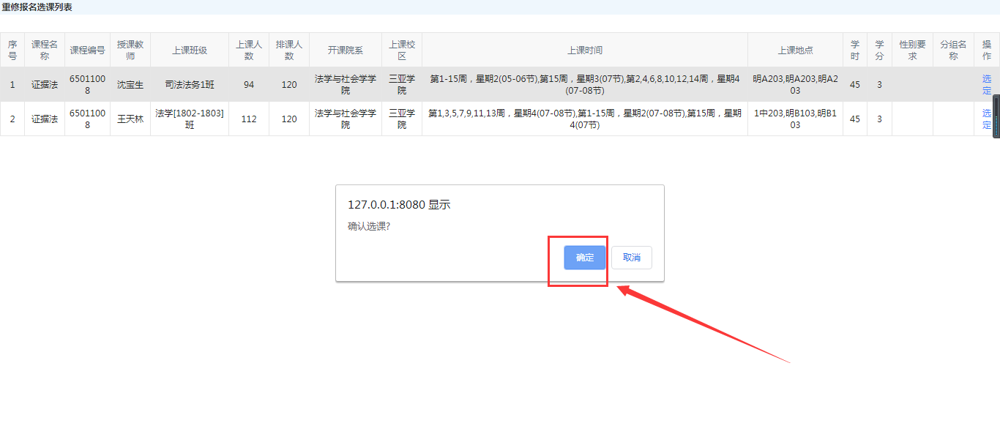 重修报名选课列表
序号 课程名称 课程编号 授课教师 上课班级 上课人数 排课人数 开课院系 上课校区 上课时间 上课地点 学时 学分 性别要求 分组名称 操作
1 证据法 65011008 沈宝生 司法法务1班 94 120 法学与社会学学院 三亚学院 第1-15周，星期2(05-06节),第15周，星期3(07节),第2,4,6,8,10,12,14周，星期4(07-08节) 明A203,明A203,明A203 45 3 选定
2 证据法 65011008 王天林 法学[1802-1803]班 112 120 法学与社会学学院 三亚学院 第1,3,5,7,9,11,13周，星期4(07-08节),第1-15周，星期2(07-08节),第15周，星期4(07节) 1中203,明B103,明B103 45 3 选定
127.0.0.1:8080 显示
确认选课?
确定 取消